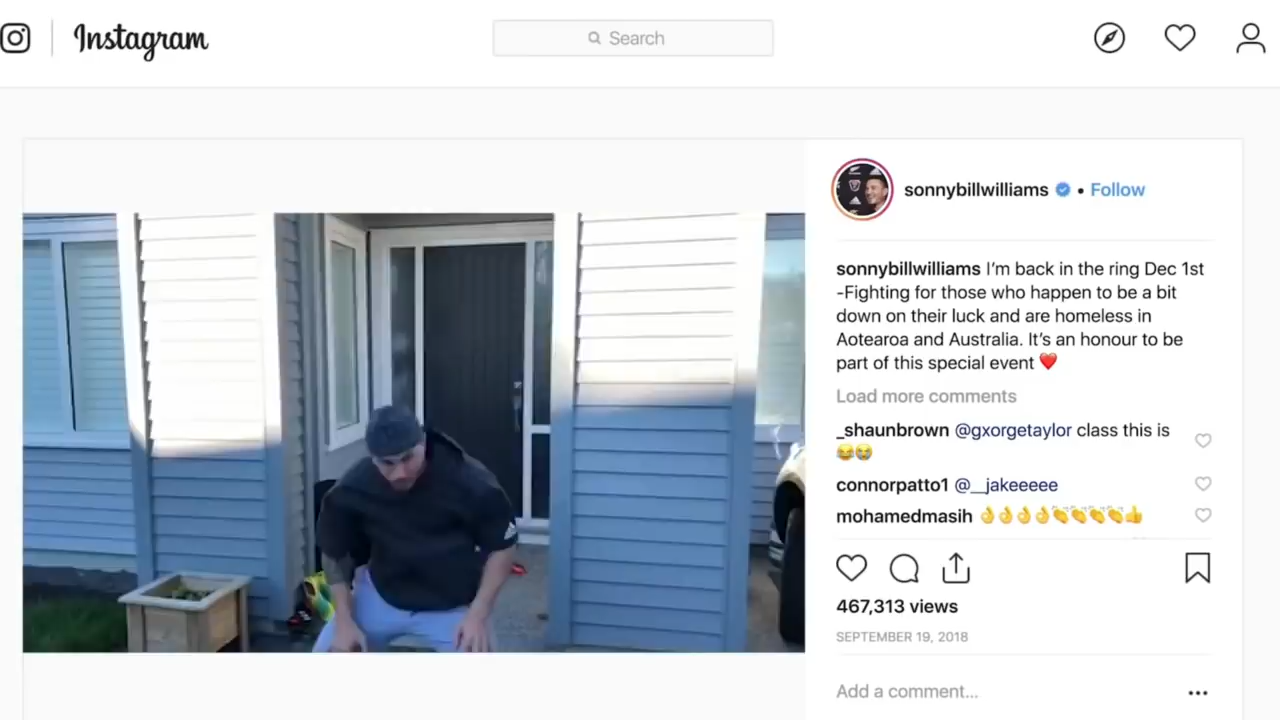 Instagram
Search
sonnybillwilliams • Follow
sonnybillwilliams I'm back in the ring Dec 1st
-Fighting for those who happen to be a bit
down on their luck and are homeless in
Aotearoa and Australia. It's an honour to be
part of this special event ❤️
Load more comments
_shaunbrown @gxorgetaylor class this is
😂😭
connorpatto1 @__jakeeeee
mohamedmasih 👌👌👌👌👏👏👏👏👍
467,313 views
SEPTEMBER 19, 2018
Add a comment...